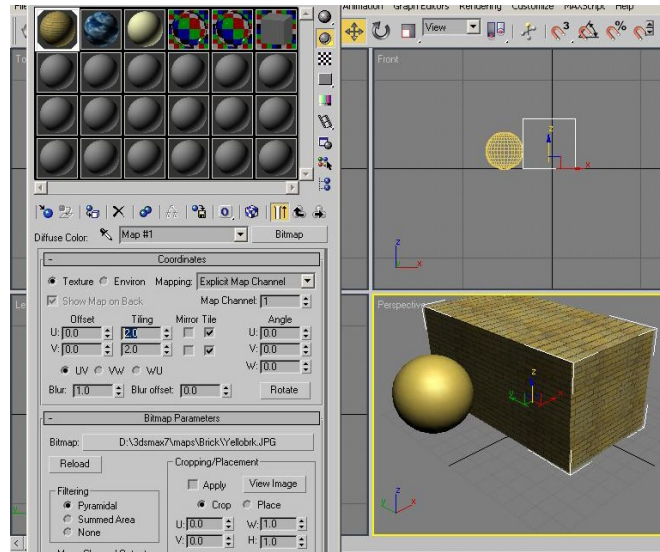 Animation Graph Editors Rendering Customize MAXScript Help
View
3
Front
z
x
z
x
Diffuse Color: Map #1 Bitmap
- Coordinates
Texture Environ Mapping: Explicit Map Channel
Show Map on Back Map Channel: 1
Offset Tiling Mirror Tile Angle
U: 0.0 2.0 U: 0.0
V: 0.0 2.0 V: 0.0
W: 0.0
UV VW WU
Blur: 1.0 Blur offset: 0.0 Rotate
- Bitmap Parameters
Bitmap: D:\3dsmax7\maps\Brick\Yellobrk.JPG
Reload Cropping/Placement
Apply View Image
Filtering
Pyramidal Crop Place
Summed Area U: 0.0 W: 1.0
None V: 0.0 H: 1.0
Perspective
z
y
x
z
x